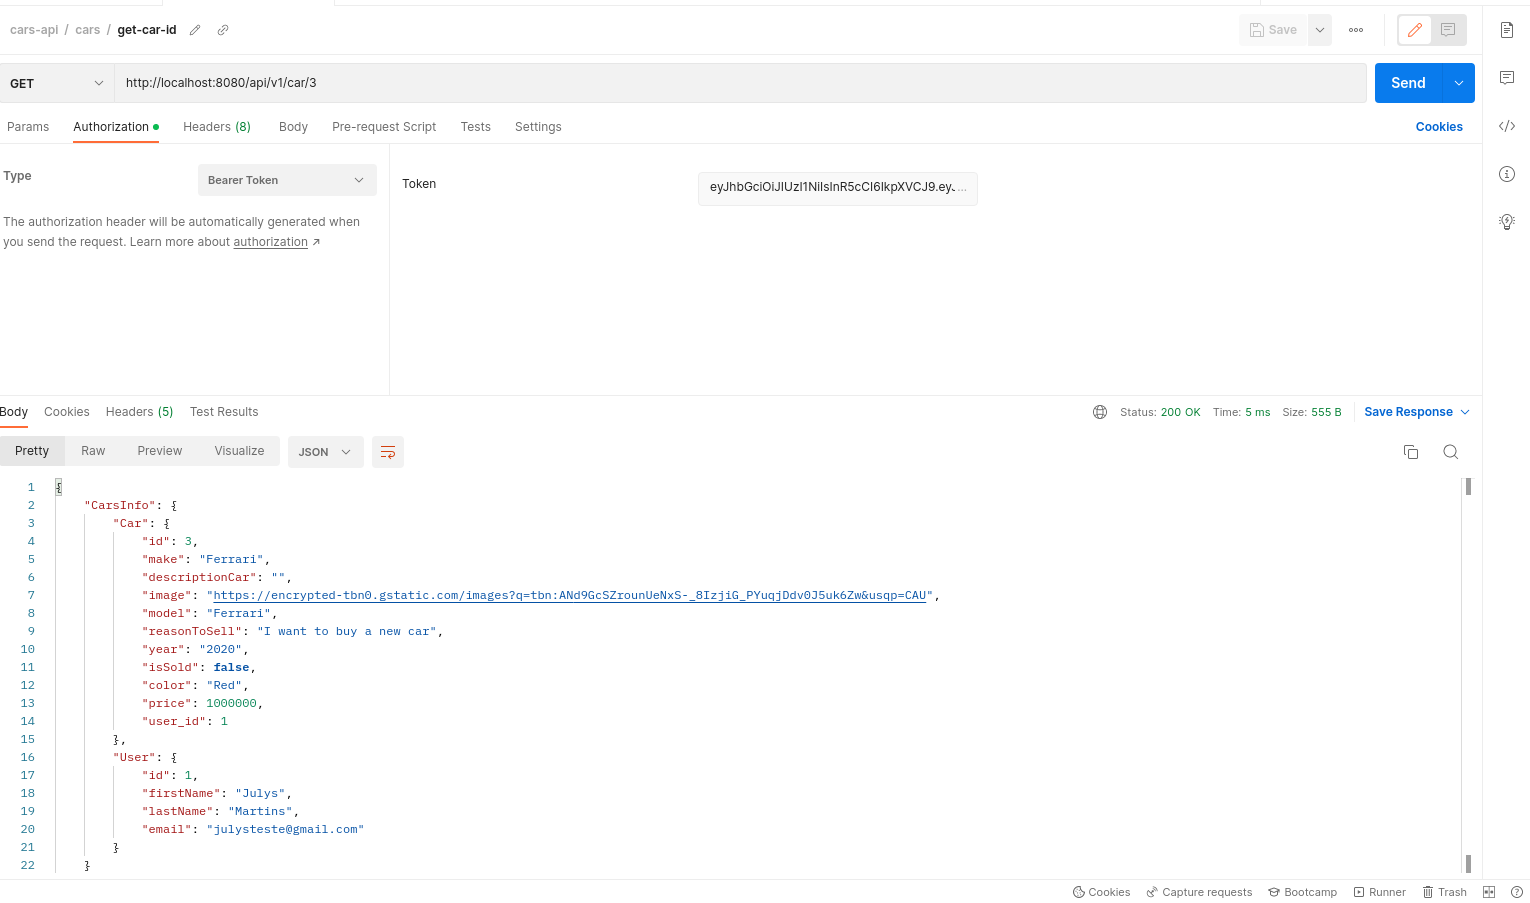 cars-api / cars / get-car-id
Save
GET
http://localhost:8080/api/v1/car/3
Send
Params Authorization Headers (8) Body Pre-request Script Tests Settings
Cookies
Type
Bearer Token
The authorization header will be automatically generated when
you send the request. Learn more about authorization ↗
Token
eyJhbGciOiJIUzI1NiIsInR5cCI6IkpXVCJ9.eyJ...
Body Cookies Headers (5) Test Results
Status: 200 OK Time: 5 ms Size: 555 B
Save Response
Pretty Raw Preview Visualize
JSON
1 {
2 "CarsInfo": {
3 "Car": {
4 "id": 3,
5 "make": "Ferrari",
6 "descriptionCar": "",
7 "image": "https://encrypted-tbn0.gstatic.com/images?q=tbn:ANd9GcSZrounUeNxS-_8IzjiG_PYuqjDdv0J5uk6Zw&usqp=CAU",
8 "model": "Ferrari",
9 "reasonToSell": "I want to buy a new car",
10 "year": "2020",
11 "isSold": false,
12 "color": "Red",
13 "price": 1000000,
14 "user_id": 1
15 },
16 "User": {
17 "id": 1,
18 "firstName": "Julys",
19 "lastName": "Martins",
20 "email": "julysteste@gmail.com"
21 }
22 }
Cookies Capture requests Bootcamp Runner Trash